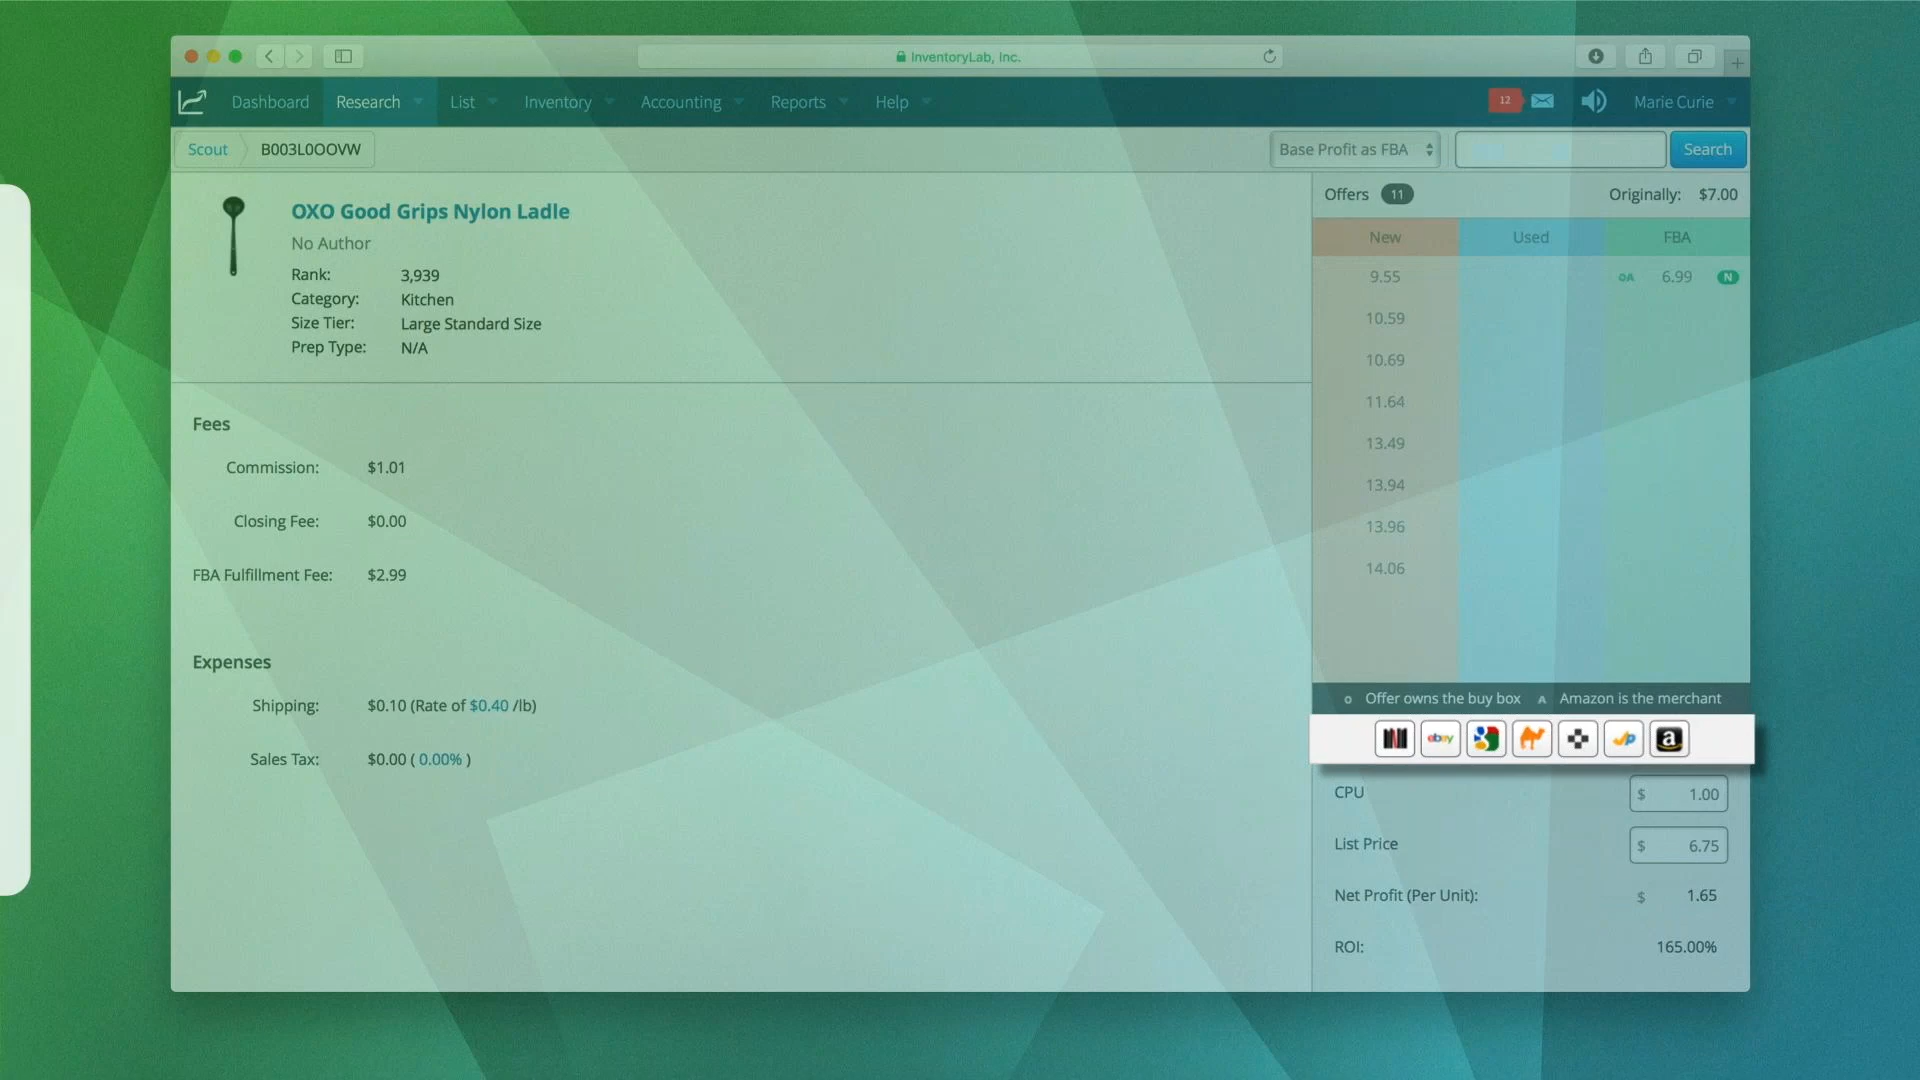 InventoryLab, Inc.
Dashboard Research List Inventory Accounting Reports Help 12 Marie Curie
Scout B003L0OOVW Base Profit as FBA Search
OXO Good Grips Nylon Ladle
No Author
Rank: 3,939
Category: Kitchen
Size Tier: Large Standard Size
Prep Type: N/A
Fees
Commission: $1.01
Closing Fee: $0.00
FBA Fulfillment Fee: $2.99
Expenses
Shipping: $0.10 (Rate of $0.40 /lb)
Sales Tax: $0.00 ( 0.00% )
Offers 11 Originally: $7.00
New Used FBA
9.55 OA 6.99 N
10.59
10.69
11.64
13.49
13.94
13.96
14.06
O Offer owns the buy box A Amazon is the merchant
ebay a
CPU $ 1.00
List Price $ 6.75
Net Profit (Per Unit): $ 1.65
ROI: 165.00%